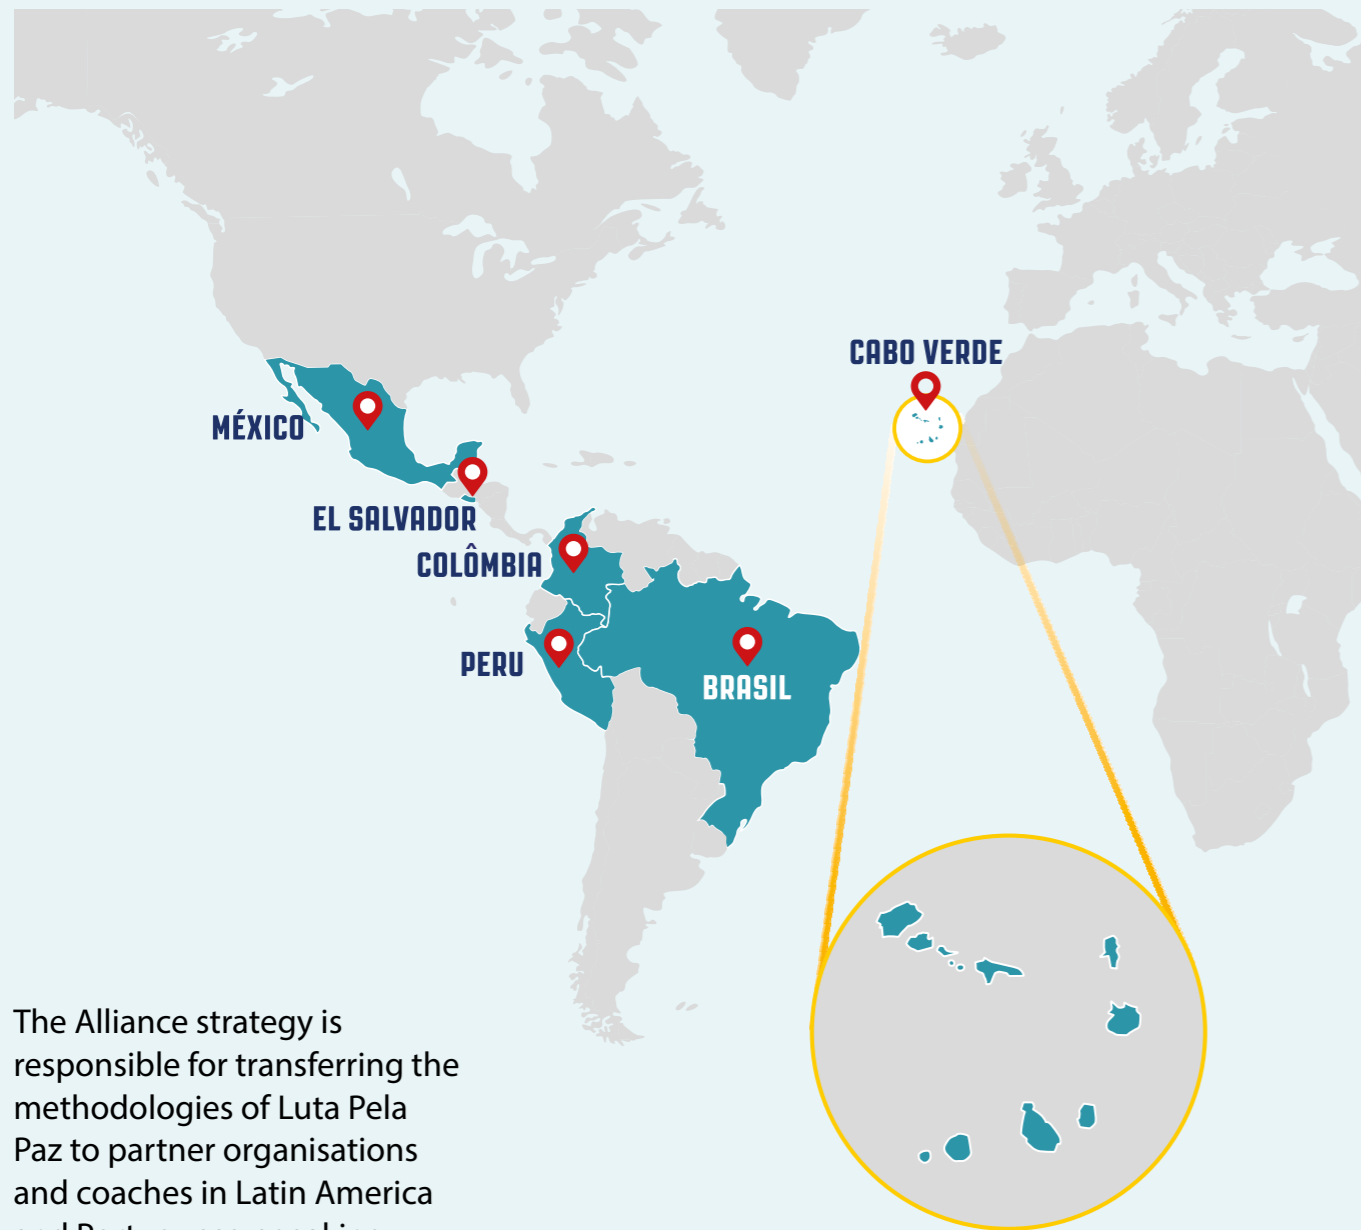 CABO VERDE
MÉXICO
EL SALVADOR
COLÔMBIA
PERU
BRASIL
The Alliance strategy is
responsible for transferring the
methodologies of Luta Pela
Paz to partner organisations
and coaches in Latin America